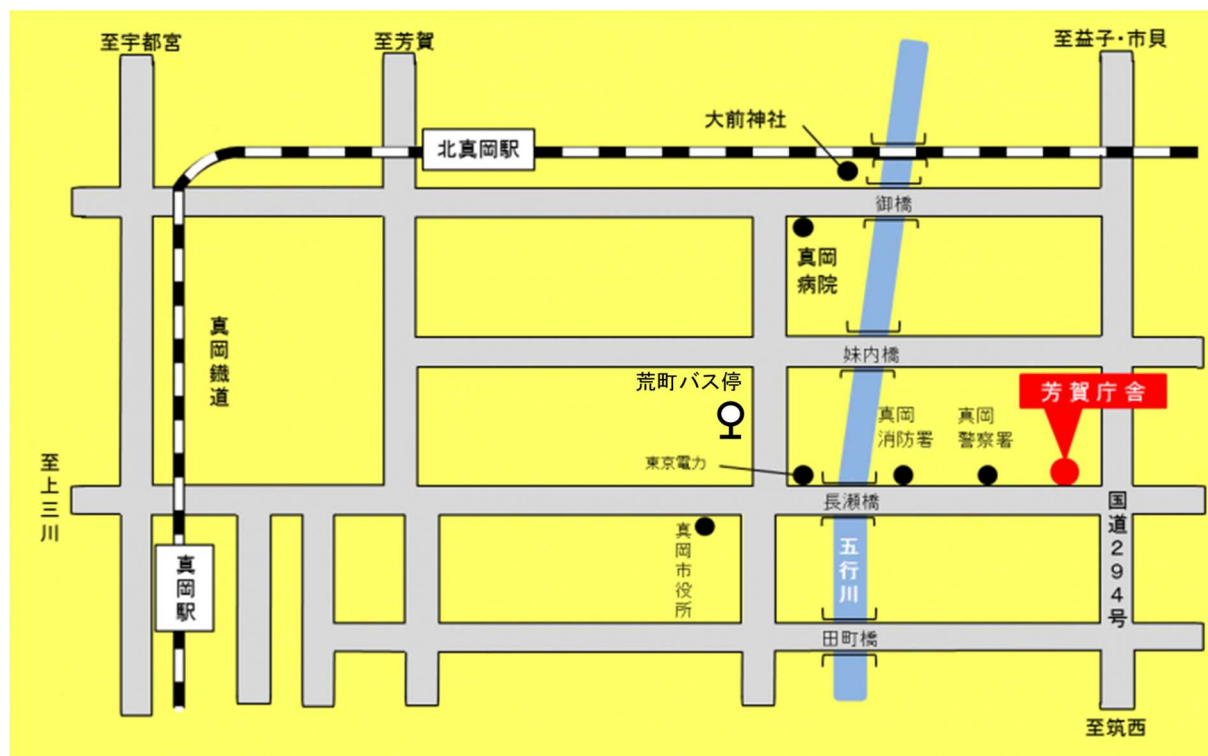 至宇都宮
至芳賀
至益子・市貝
大前神社
北真岡駅
御橋
真岡
病院
真岡鐵道
妹内橋
荒町バス停
芳賀庁舎
真岡
消防署
真岡
警察署
東京電力
至上三川
長瀬橋
国道294号
真岡市役所
五行川
真岡駅
田町橋
至筑西